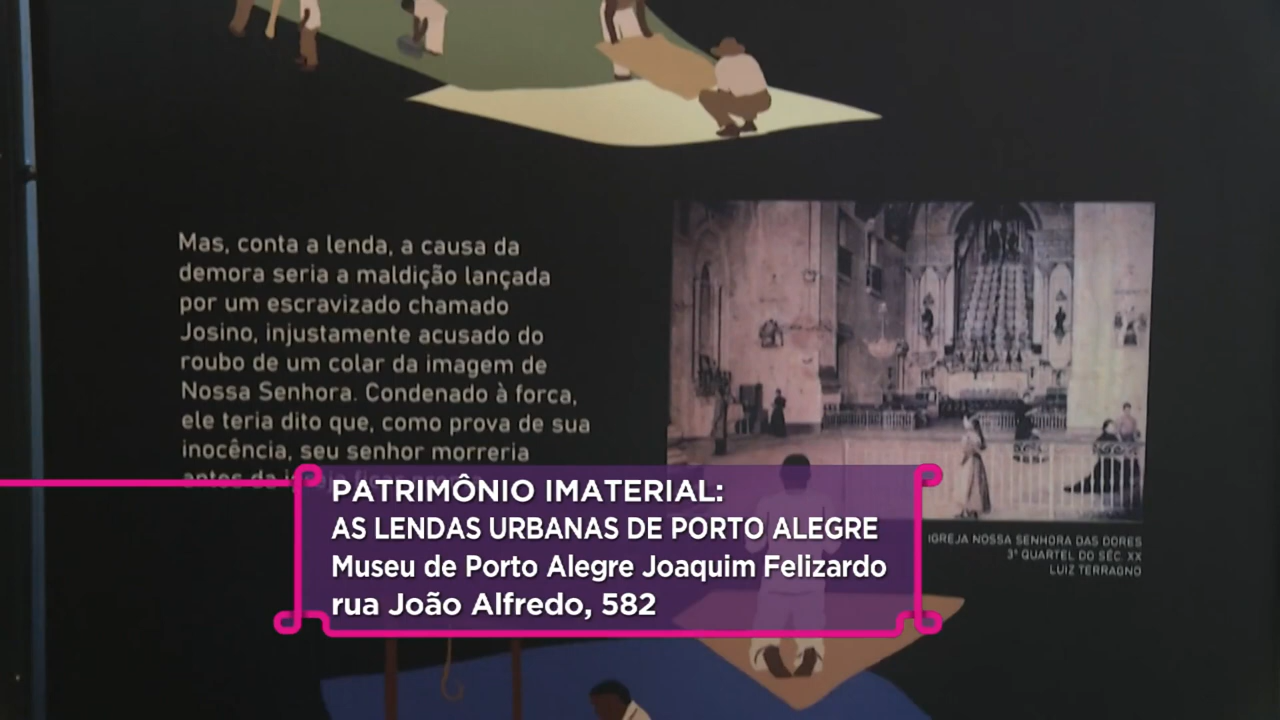 Mas, conta a lenda, a causa da
demora seria a maldição lançada
por um escravizado chamado
Josino, injustamente acusado do
roubo de um colar da imagem de
Nossa Senhora. Condenado à forca,
ele teria dito que, como prova de sua
inocência, seu senhor morreria
antes da igreja
IGREJA NOSSA SENHORA DAS DORES
3º QUARTEL DO SÉC. XX
LUIZ TERRAGNO
PATRIMÔNIO IMATERIAL:
AS LENDAS URBANAS DE PORTO ALEGRE
Museu de Porto Alegre Joaquim Felizardo
rua João Alfredo, 582